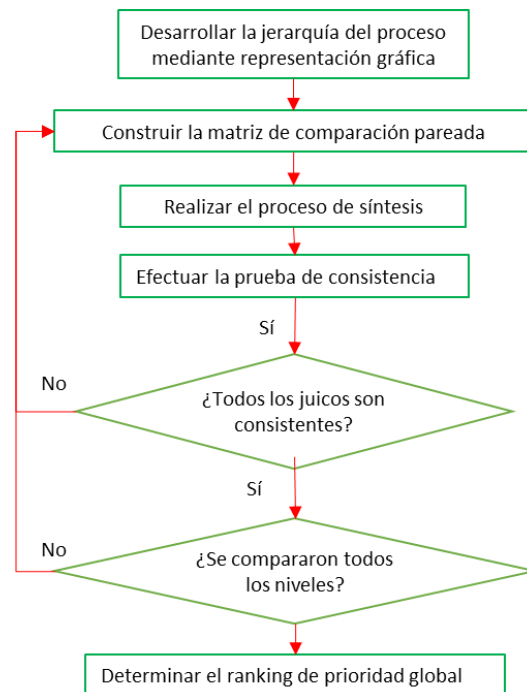 Desarrollar la jerarquía del proceso
mediante representación gráfica
Construir la matriz de comparación pareada
Realizar el proceso de síntesis
Efectuar la prueba de consistencia
Sí
No
¿Todos los juicos son
consistentes?
Sí
No
¿Se compararon todos
los niveles?
Determinar el ranking de prioridad global